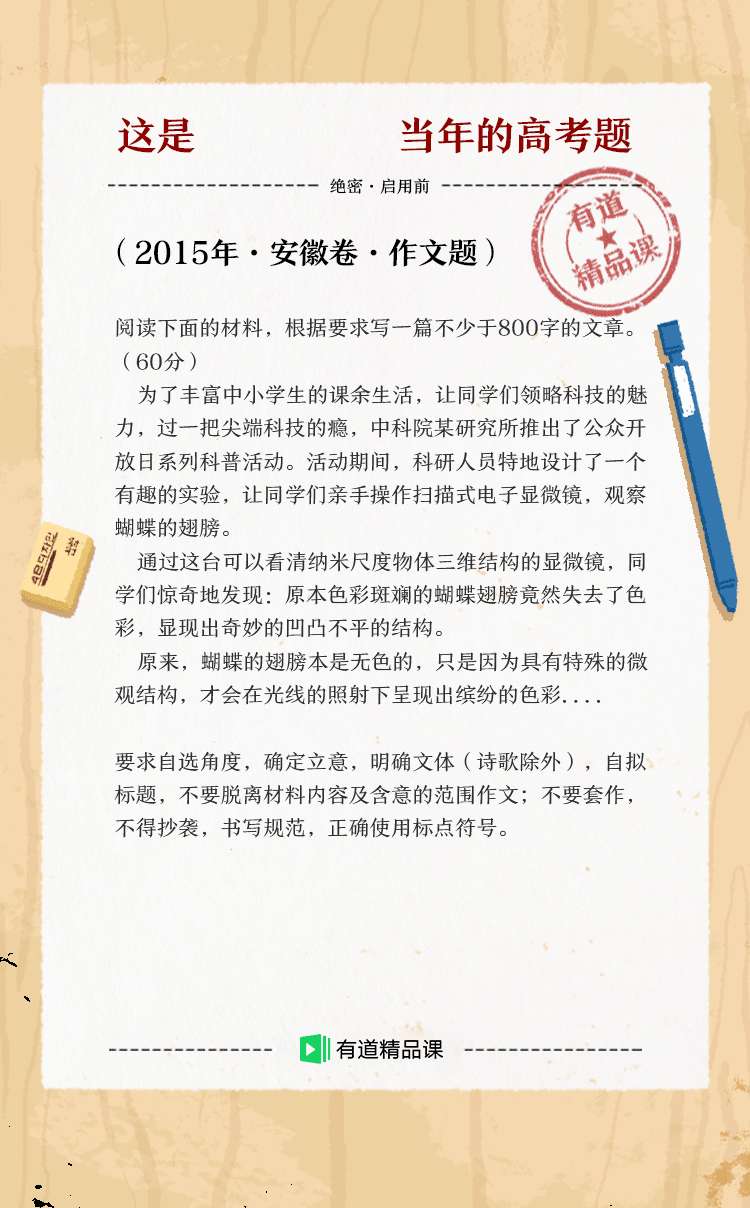 这是 当年的高考题
绝密·启用前
(2015年·安徽卷·作文题)
有道
精品课
阅读下面的材料，根据要求写一篇不少于800字的文章。
(60分)
为了丰富中小学生的课余生活，让同学们领略科技的魅
力，过一把尖端科技的瘾，中科院某研究所推出了公众开
放日系列科普活动。活动期间，科研人员特地设计了一个
有趣的实验，让同学们亲手操作扫描式电子显微镜，观察
蝴蝶的翅膀。
通过这台可以看清纳米尺度物体三维结构的显微镜，同
学们惊奇地发现：原本色彩斑斓的蝴蝶翅膀竟然失去了色
彩，显现出奇妙的凹凸不平的结构。
原来，蝴蝶的翅膀本是无色的，只是因为具有特殊的微
观结构，才会在光线的照射下呈现出缤纷的色彩....
要求自选角度，确定立意，明确文体(诗歌除外)，自拟
标题，不要脱离材料内容及含意的范围作文；不要套作，
不得抄袭，书写规范，正确使用标点符号。
有道精品课